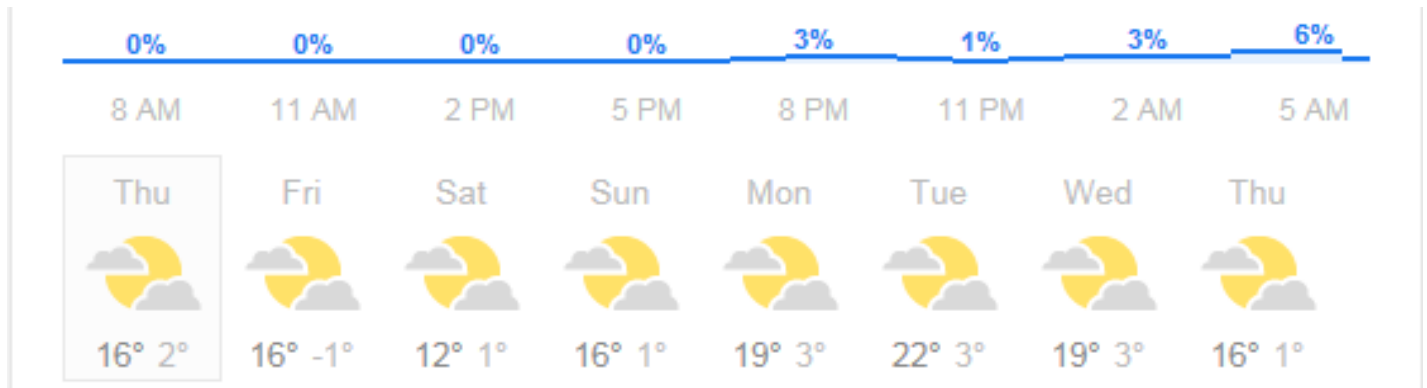 0% 0% 0% 0% 3% 1% 3% 6%
8 AM 11 AM 2 PM 5 PM 8 PM 11 PM 2 AM 5 AM
Thu Fri Sat Sun Mon Tue Wed Thu
16° 2° 16° -1° 12° 1° 16° 1° 19° 3° 22° 3° 19° 3° 16° 1°